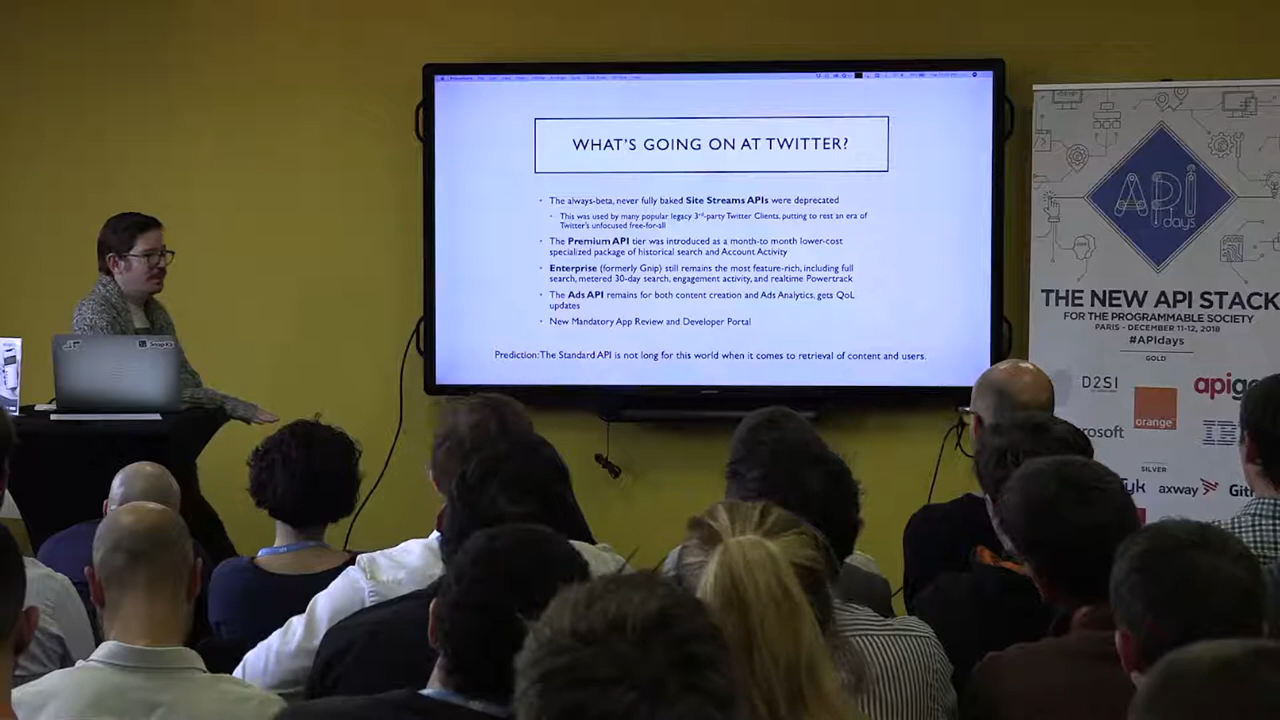 WHAT'S GOING ON AT TWITTER?
• The always-beta, never fully baked Site Streams APIs were deprecated
• This was used by many popular legacy 3rd-party Twitter Clients, putting to rest an era of
Twitter's unfocused free-for-all
• The Premium API tier was introduced as a month-to month lower-cost
specialized package of historical search and Account Activity
• Enterprise (formerly Gnip) still remains the most feature-rich, including full
search, metered 30-day search, engagement activity, and realtime Powertrack
• The Ads API remains for both content creation and Ads Analytics, gets QoL
updates
• New Mandatory App Review and Developer Portal
Prediction: The Standard API is not long for this world when it comes to retrieval of content and users.
API
days
THE NEW API STACK
FOR THE PROGRAMMABLE SOCIETY
PARIS - DECEMBER 11-12, 2018
#APIdays
GOLD
D2SI
apige
orange
rosoft
IBM
SILVER
yk
axway
Git
SnapKit